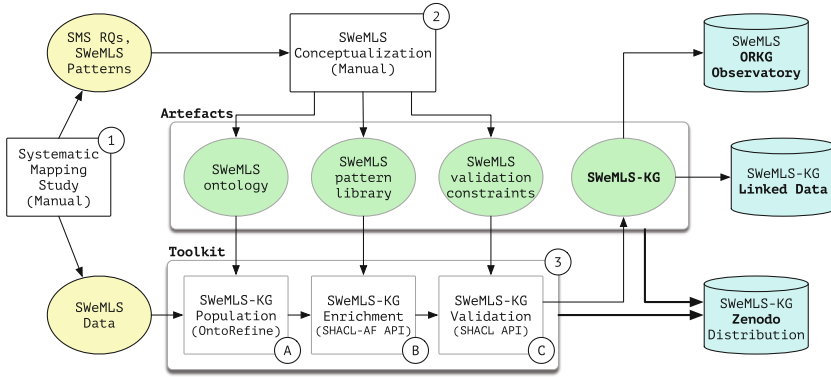 SMS RQs,
SWeMLS
Patterns
SWeMLS
Conceptualization
(Manual)
2
SWeMLS
ORKG
Observatory
1
Systematic
Mapping
Study
(Manual)
Artefacts
SWeMLS
ontology
SWeMLS
pattern
library
SWeMLS
validation
constraints
SWeMLS-KG
SWeMLS-KG
Linked Data
Toolkit
3
SWeMLS
Data
SWeMLS-KG
Population
(OntoRefine)
A
SWeMLS-KG
Enrichment
(SHACL-AF API)
B
SWeMLS-KG
Validation
(SHACL API)
C
SWeMLS-KG
Zenodo
Distribution